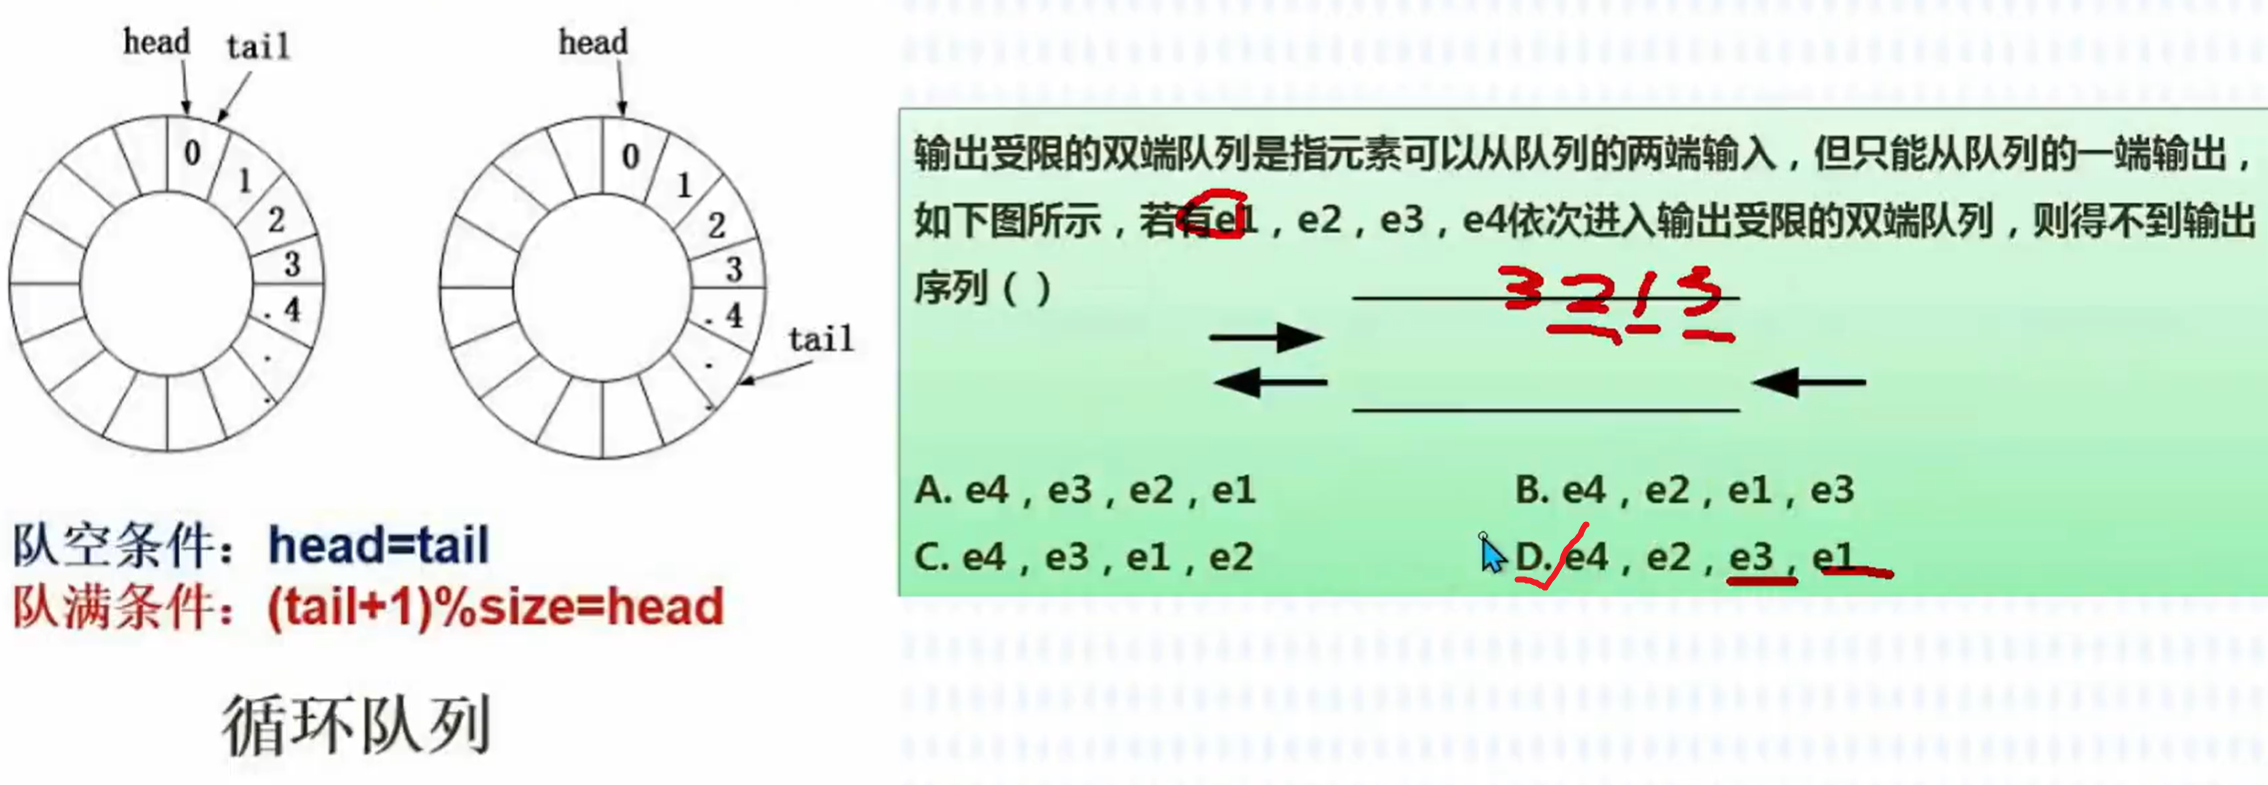 head tail
head
0
1
2
3
. 4
.
.
0
1
2
3
. 4
.
.
tail
队空条件：head=tail
队满条件：(tail+1)%size=head
循环队列
输出受限的双端队列是指元素可以从队列的两端输入，但只能从队列的一端输出，
如下图所示，若有e1，e2，e3，e4依次进入输出受限的双端队列，则得不到输出
序列（ ）
3 2 1 3
A. e4，e3，e2，e1
B. e4，e2，e1，e3
C. e4，e3，e1，e2
D. e4，e2，e3，e1